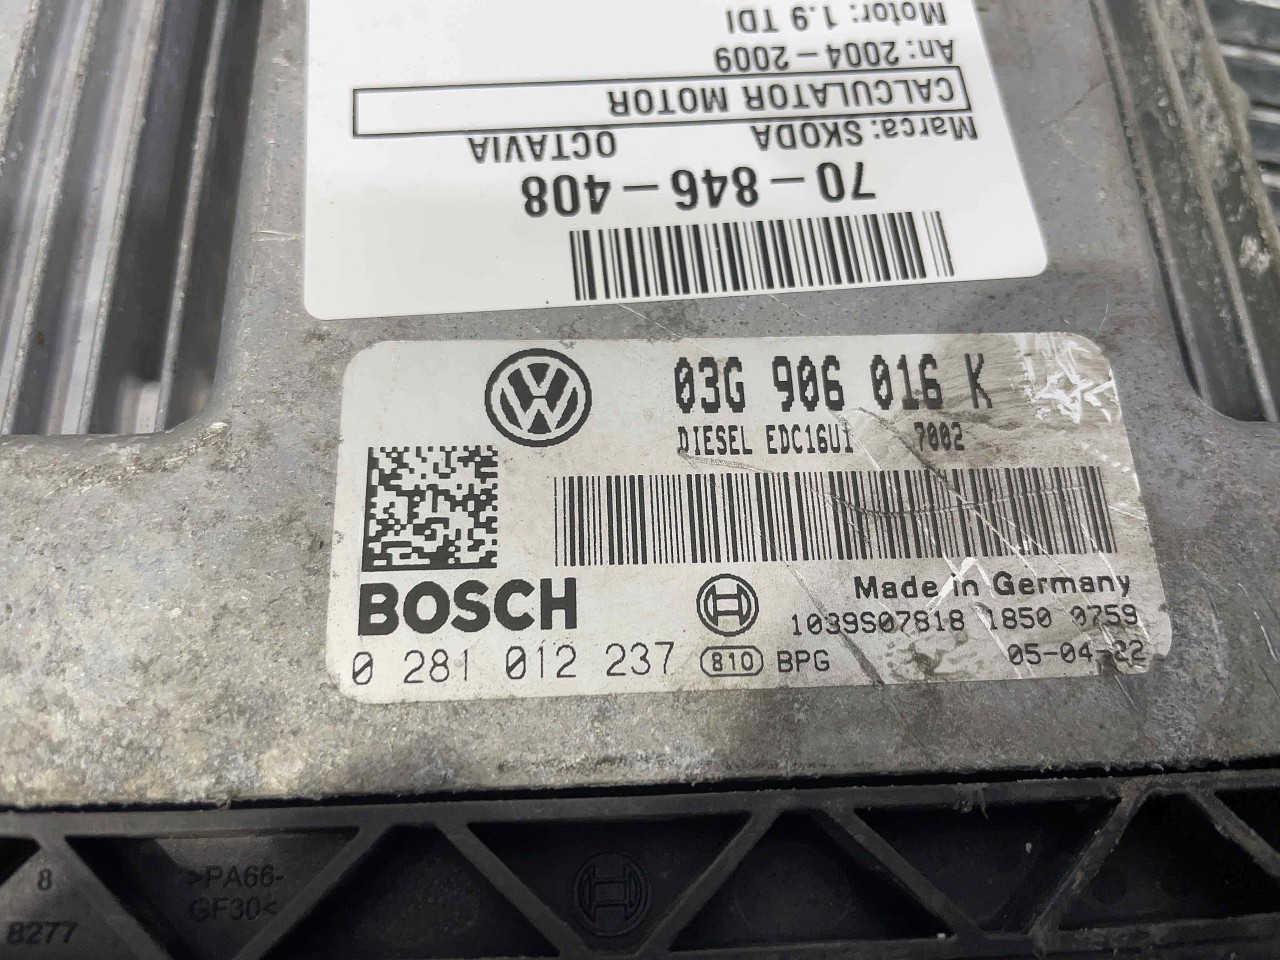 70-846-408
Marca: SKODA OCTAVIA
CALCULATOR MOTOR
An: 2004-2009
Motor: 1.9 TDI
03G 906 016 K
DIESEL EDC16U1 7002
BOSCH
Made in Germany
1039S07818 1850 0759
0 281 012 237 810 BPG 05-04-22
>PA66-
GF30<
8
8277